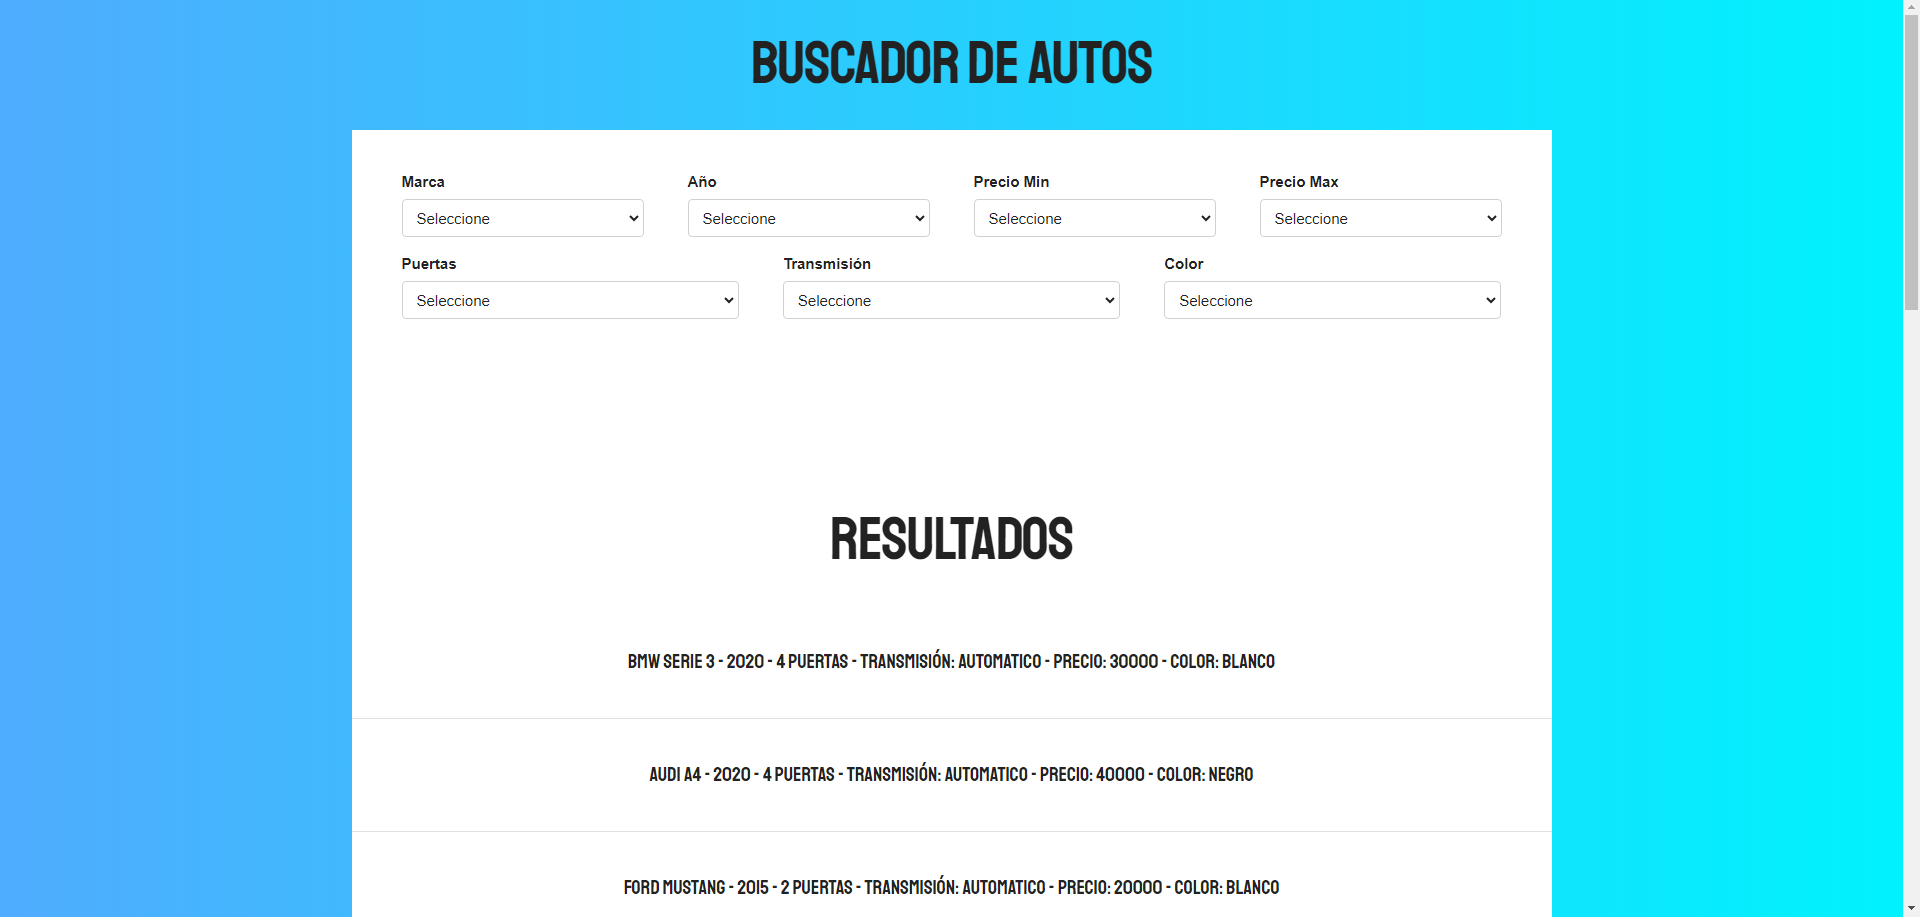 BUSCADOR DE AUTOS
Marca Año Precio Min Precio Max
Seleccione Seleccione Seleccione Seleccione
Puertas Transmisión Color
Seleccione Seleccione Seleccione
RESULTADOS
BMW SERIE 3 - 2020 - 4 PUERTAS - TRANSMISIÓN: AUTOMATICO - PRECIO: 30000 - COLOR: BLANCO
AUDI A4 - 2020 - 4 PUERTAS - TRANSMISIÓN: AUTOMATICO - PRECIO: 40000 - COLOR: NEGRO
FORD MUSTANG - 2015 - 2 PUERTAS - TRANSMISIÓN: AUTOMATICO - PRECIO: 20000 - COLOR: BLANCO